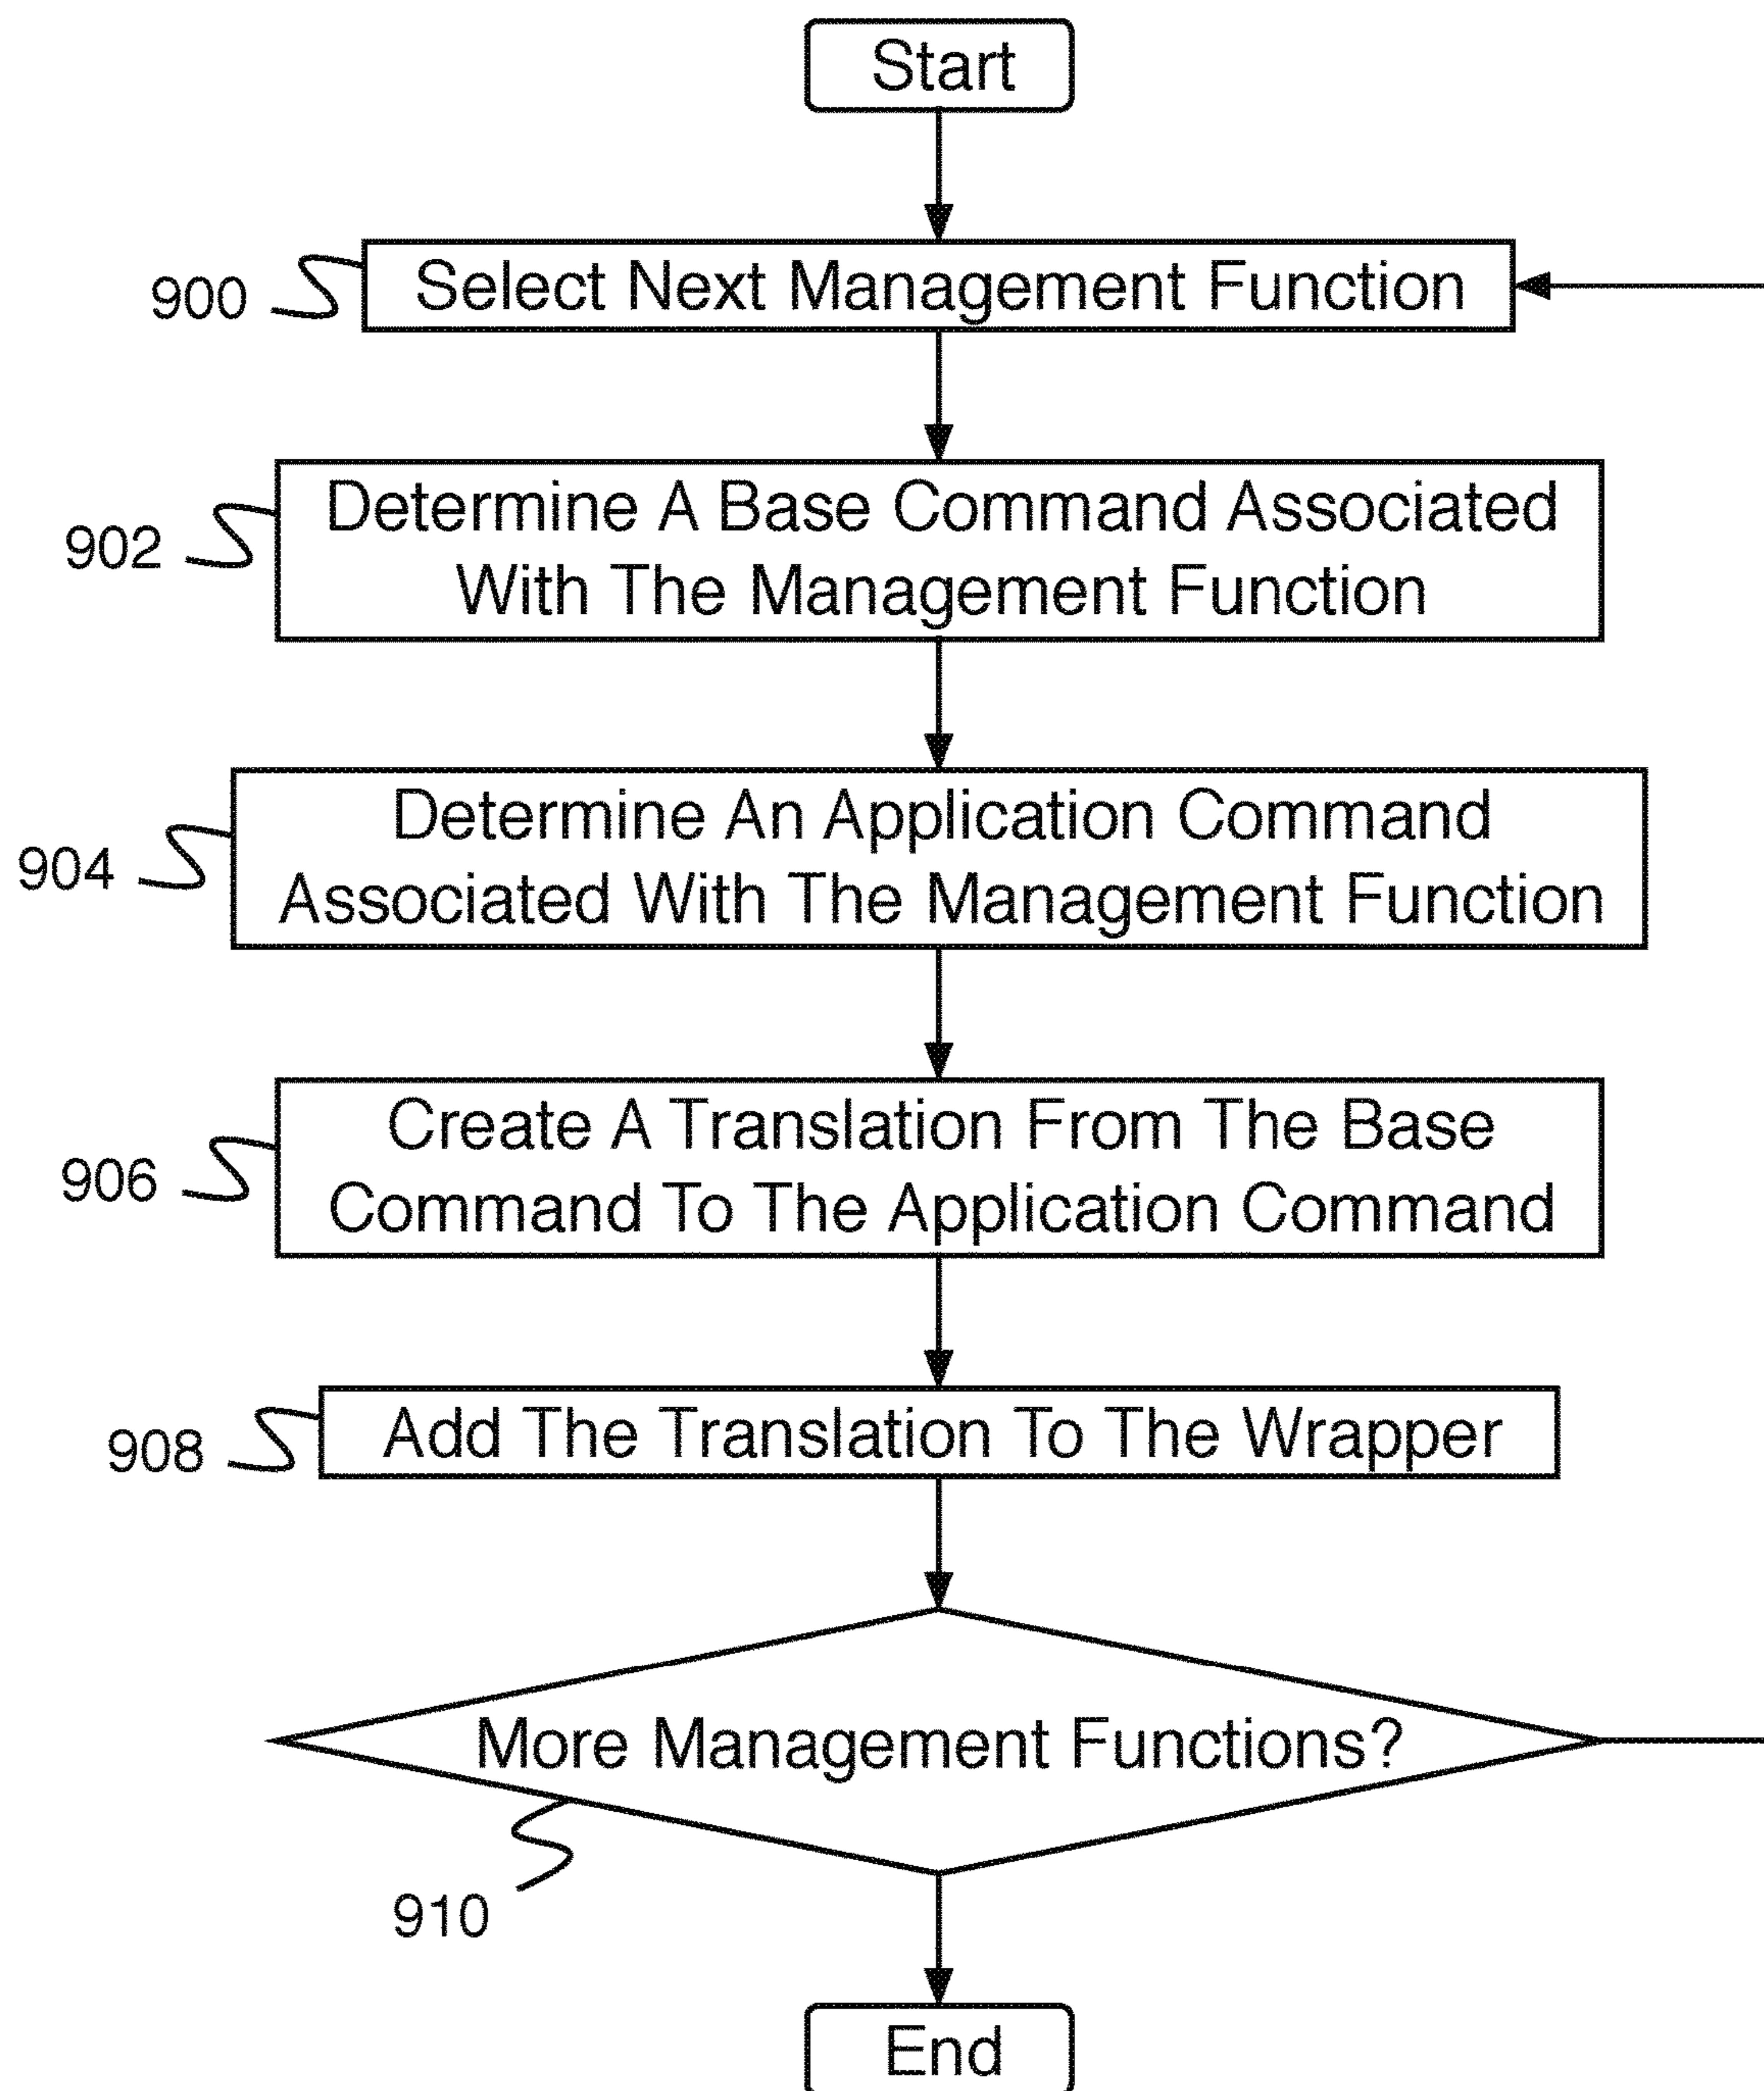 Start
900
Select Next Management Function
902
Determine A Base Command Associated
With The Management Function
904
Determine An Application Command
Associated With The Management Function
906
Create A Translation From The Base
Command To The Application Command
908
Add The Translation To The Wrapper
More Management Functions?
910
End